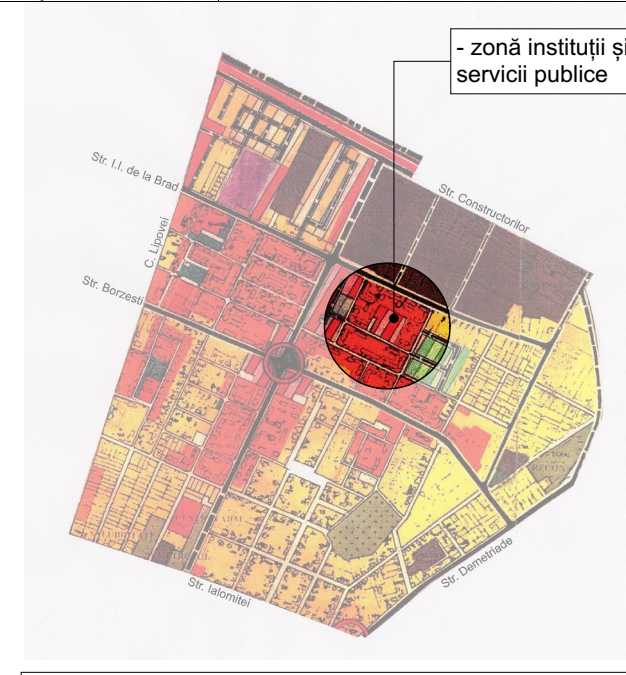 - zonă instituții și
servicii publice
Str. I.I. de la Brad
Str. Constructorilor
C. Lipovei
Str. Borzesti
Str. Demetriade
Str. Ialomitei